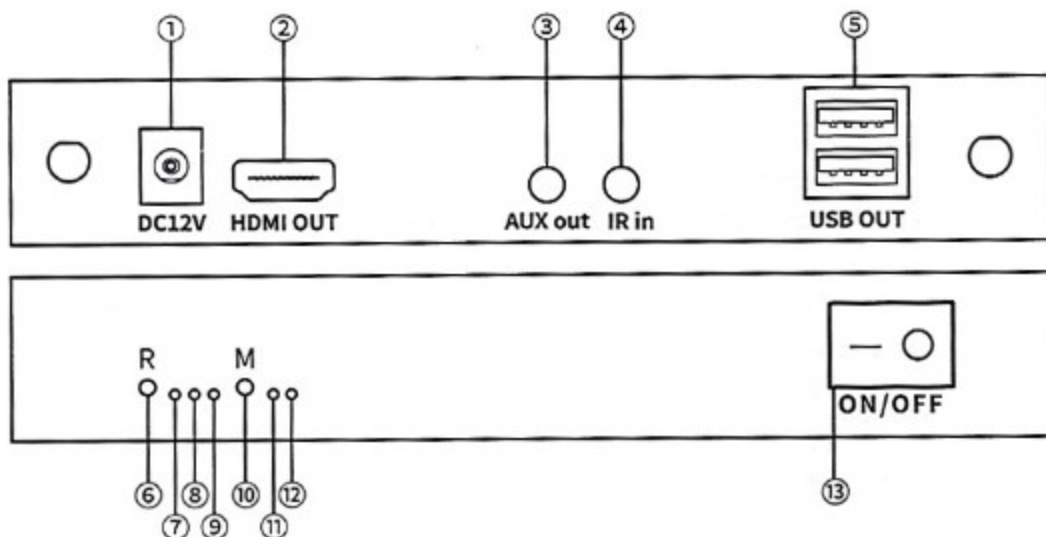 ① ② ③ ④ ⑤
DC12V HDMI OUT AUX out IR in USB OUT
R M
ON/OFF
⑥ ⑧ ⑩ ⑫ ⑬
⑦ ⑨ ⑪